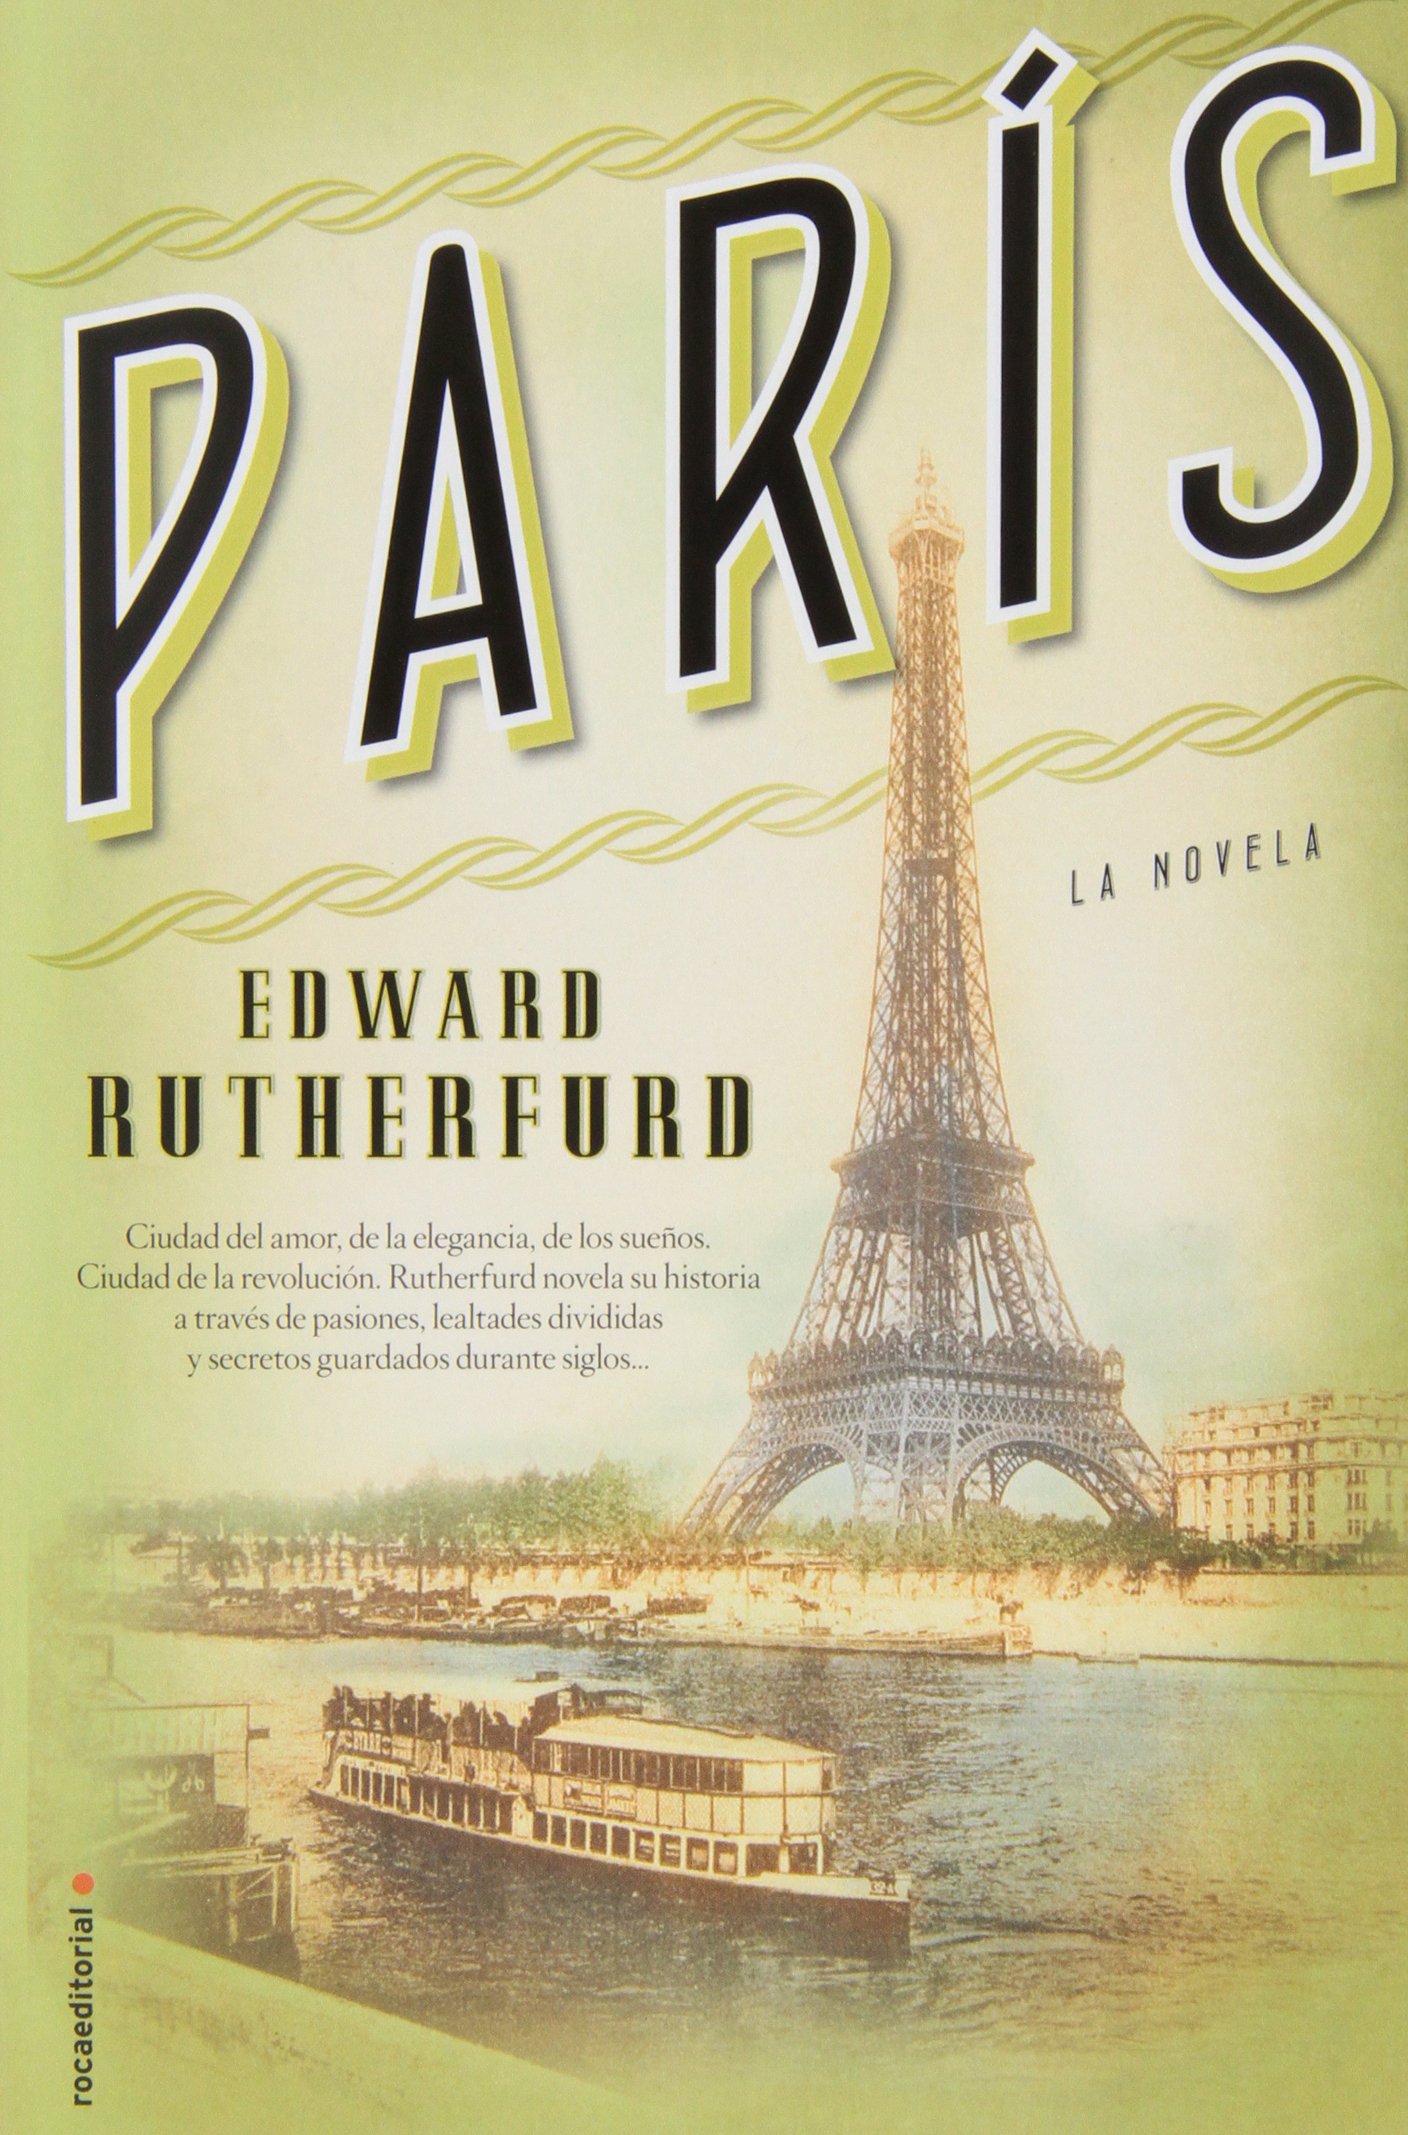 PARÍS
LA NOVELA
EDWARD
RUTHERFURD
Ciudad del amor, de la elegancia, de los sueños.
Ciudad de la revolución. Rutherfurd novela su historia
a través de pasiones, lealtades divididas
y secretos guardados durante siglos...
rocaeditorial